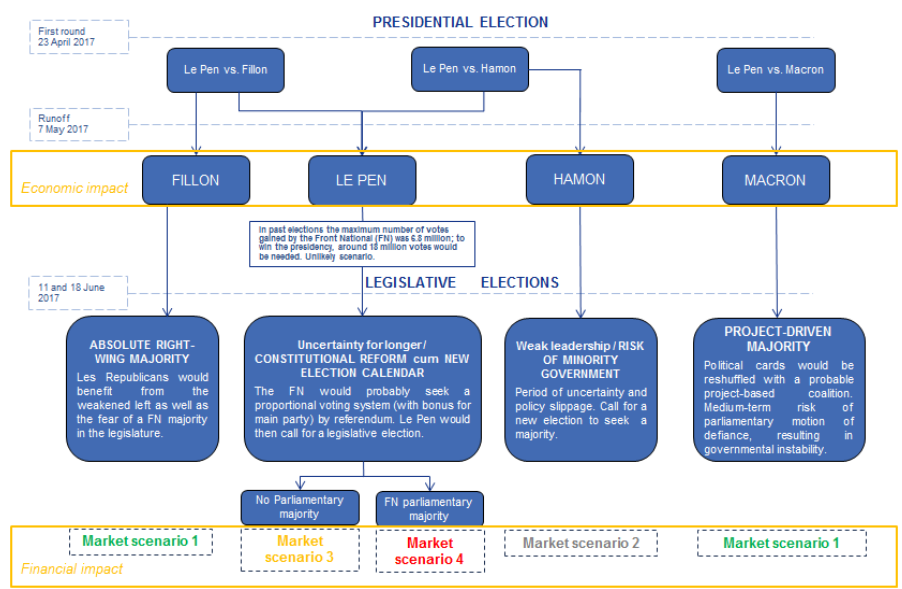 PRESIDENTIAL ELECTION
First round
23 April 2017
Le Pen vs. Fillon
Le Pen vs. Hamon
Le Pen vs. Macron
Runoff
7 May 2017
Economic impact
FILLON
LE PEN
HAMON
MACRON
In past elections the maximum number of votes
gained by the Front National (FN) was 6.8 million; to
win the presidency, around 18 million votes would
be needed. Unlikely scenario.
LEGISLATIVE ELECTIONS
11 and 18 June
2017
ABSOLUTE RIGHT-
WING MAJORITY
Les Republicans would
benefit from the
weakened left as well as
the fear of a FN majority
in the legislature.
Uncertainty for longer/
CONSTITUTIONAL REFORM cum NEW
ELECTION CALENDAR
The FN would probably seek a
proportional voting system (with bonus for
main party) by referendum. Le Pen would
then call for a legislative election.
Weak leadership / RISK
OF MINORITY
GOVERNMENT
Period of uncertainty and
policy slippage. Call for a
new election to seek a
majority.
PROJECT-DRIVEN
MAJORITY
Political cards would be
reshuffled with a probable
project-based coalition.
Medium-term risk of
parliamentary motion of
defiance, resulting in
governmental instability.
No Parliamentary
majority
FN parliamentary
majority
Market scenario 1
Market
scenario 3
Market
scenario 4
Market scenario 2
Market scenario 1
Financial impact